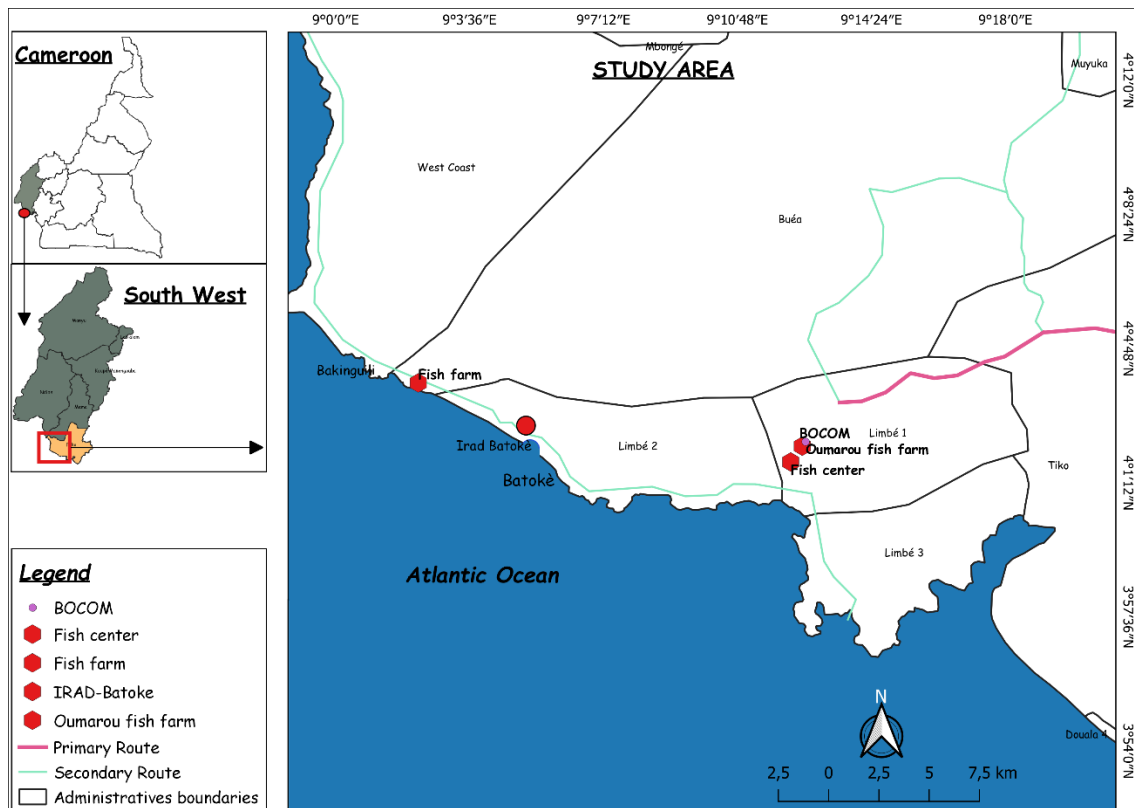 9°0′0″E 9°3′36″E 9°7′12″E 9°10′48″E 9°14′24″E 9°18′0″E
Cameroon
South West
STUDY AREA
Mbongé
Muyuka
West Coast
Buéa
Bakinguili
Fish farm
Irad Batoké
Batokè
Limbé 2
Limbé 1
BOCOM
Oumarou fish farm
Fish center
Tiko
Limbé 3
Atlantic Ocean
Douala 4
N
2,5 0 2,5 5 7,5 km
4°12′0″N
4°8′24″N
4°4′48″N
4°1′12″N
3°57′36″N
3°54′0″N
Legend
BOCOM
Fish center
Fish farm
IRAD-Batoke
Oumarou fish farm
Primary Route
Secondary Route
Administratives boundaries